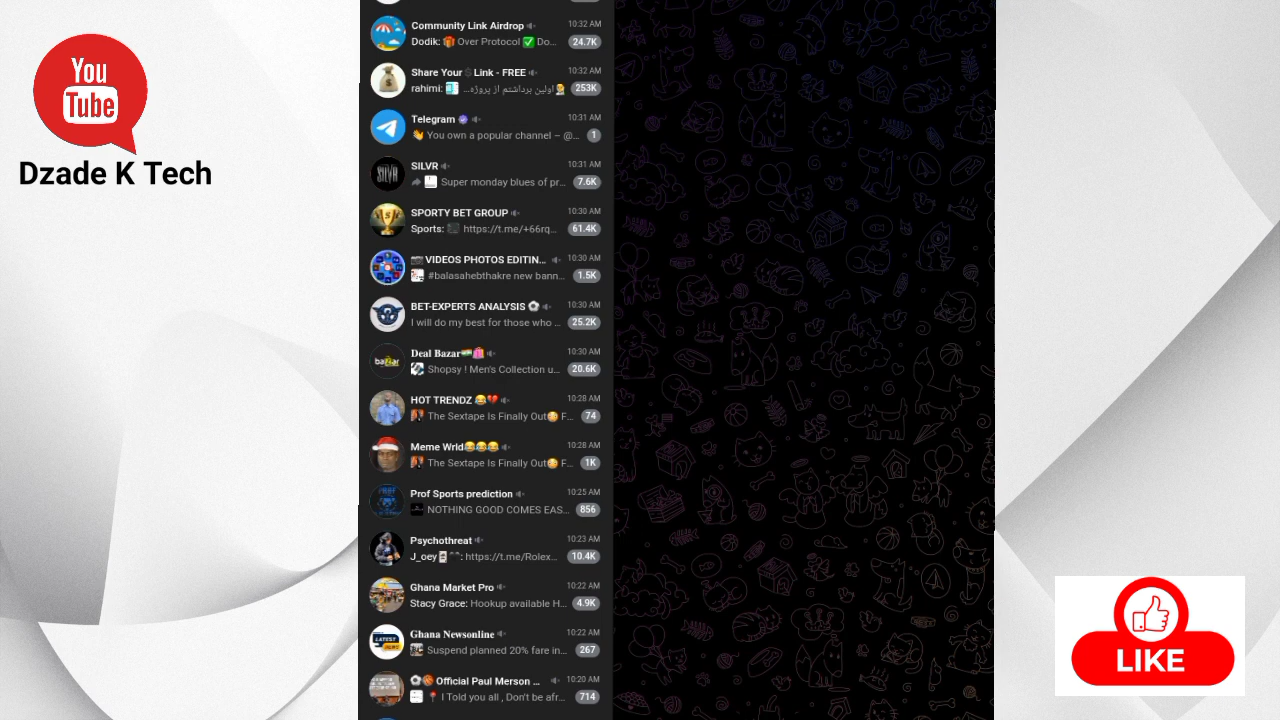 You
Tube
Dzade K Tech
Community Link Airdrop 10:32 AM
Dodik: 🎁 Over Protocol ✅ Do... 24.7K
Share Your Link - FREE 10:32 AM
rahimi: اولین برداشتم از پروژه... 253K
Telegram 10:31 AM
👋 You own a popular channel – @... 1
SILVR 10:31 AM
Super monday blues of pr... 7.6K
SPORTY BET GROUP 10:30 AM
Sports: https://t.me/+66rq... 61.4K
📷 VIDEOS PHOTOS EDITIN... 10:30 AM
#balasahebthakre new bann... 1.5K
BET-EXPERTS ANALYSIS ⚽ 10:30 AM
I will do my best for those who ... 25.2K
bazzar
Deal Bazar🇮🇳🛍️ 10:30 AM
Shopsy ! Men's Collection u... 20.6K
HOT TRENDZ 😂💔 10:28 AM
The Sextape Is Finally Out😳 F... 74
Meme Wrld😂😂😂 10:28 AM
The Sextape Is Finally Out😳 F... 1K
Prof Sports prediction 10:25 AM
NOTHING GOOD COMES EAS... 856
Psychothreat 10:23 AM
J_oey: https://t.me/Rolex... 10.4K
Ghana Market Pro 10:22 AM
Stacy Grace: Hookup available H... 4.9K
LATEST
Ghana Newsonline 10:22 AM
Suspend planned 20% fare in... 267
⚽🏀 Official Paul Merson ... 10:20 AM
📍 I Told you all , Don't be afr... 714
LIKE